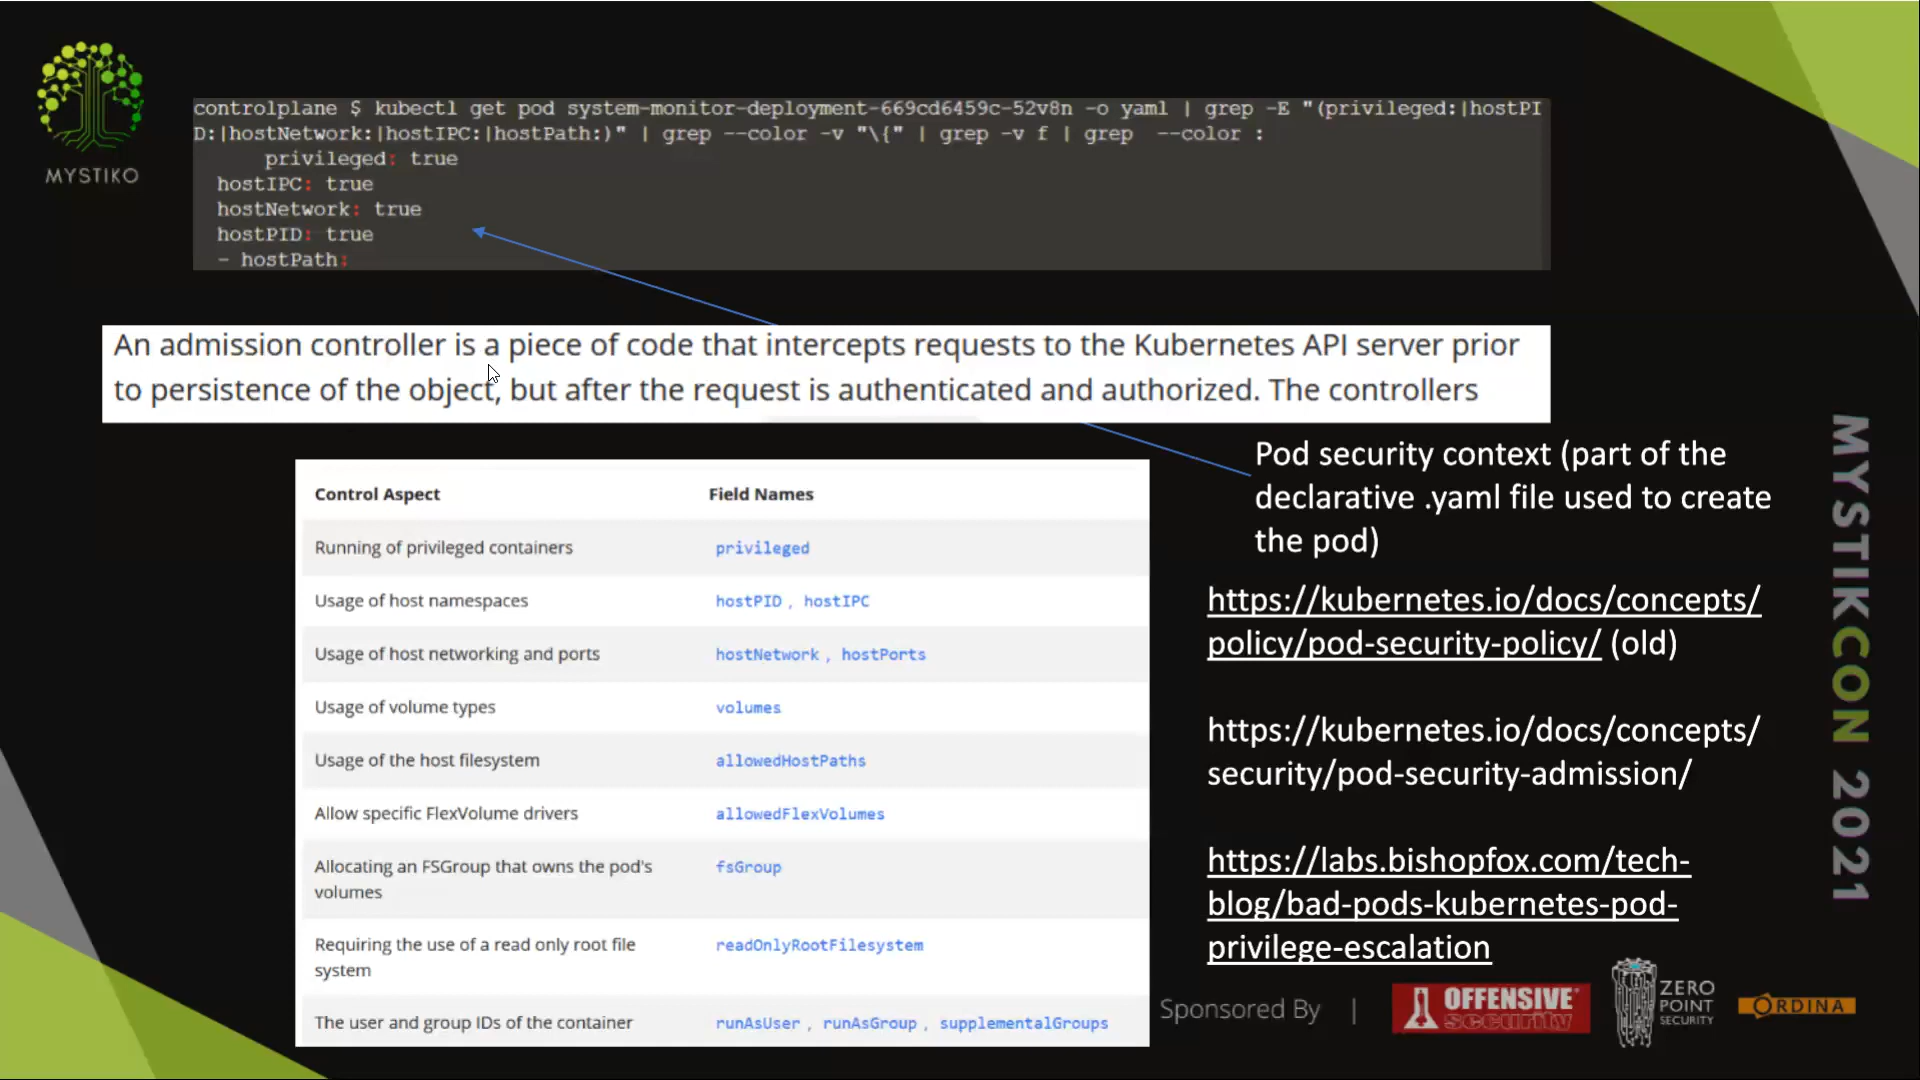 MYSTIKO
controlplane $ kubectl get pod system-monitor-deployment-669cd6459c-52v8n -o yaml | grep -E "(privileged:|hostPI
D:|hostNetwork:|hostIPC:|hostPath:)" | grep --color -v "\{" | grep -v f | grep  --color :
      privileged: true
  hostIPC: true
  hostNetwork: true
  hostPID: true
  - hostPath:
An admission controller is a piece of code that intercepts requests to the Kubernetes API server prior
to persistence of the object, but after the request is authenticated and authorized. The controllers
Control Aspect Field Names
Running of privileged containers privileged
Usage of host namespaces hostPID , hostIPC
Usage of host networking and ports hostNetwork , hostPorts
Usage of volume types volumes
Usage of the host filesystem allowedHostPaths
Allow specific FlexVolume drivers allowedFlexVolumes
Allocating an FSGroup that owns the pod's fsGroup
volumes
Requiring the use of a read only root file readOnlyRootFilesystem
system
The user and group IDs of the container runAsUser , runAsGroup , supplementalGroups
Pod security context (part of the
declarative .yaml file used to create
the pod)
https://kubernetes.io/docs/concepts/
policy/pod-security-policy/ (old)
https://kubernetes.io/docs/concepts/
security/pod-security-admission/
https://labs.bishopfox.com/tech-
blog/bad-pods-kubernetes-pod-
privilege-escalation
MYSTIKCON 2021
Sponsored By |
OFFENSIVE
security
ZERO
POINT
SECURITY
ORDINA